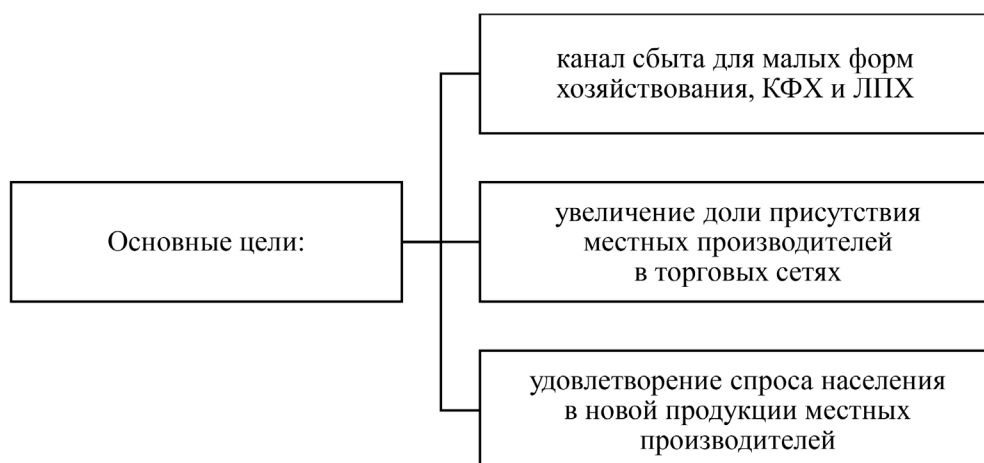 канал сбыта для малых форм
хозяйствования, КФХ и ЛПХ
Основные цели:
увеличение доли присутствия
местных производителей
в торговых сетях
удовлетворение спроса населения
в новой продукции местных
производителей